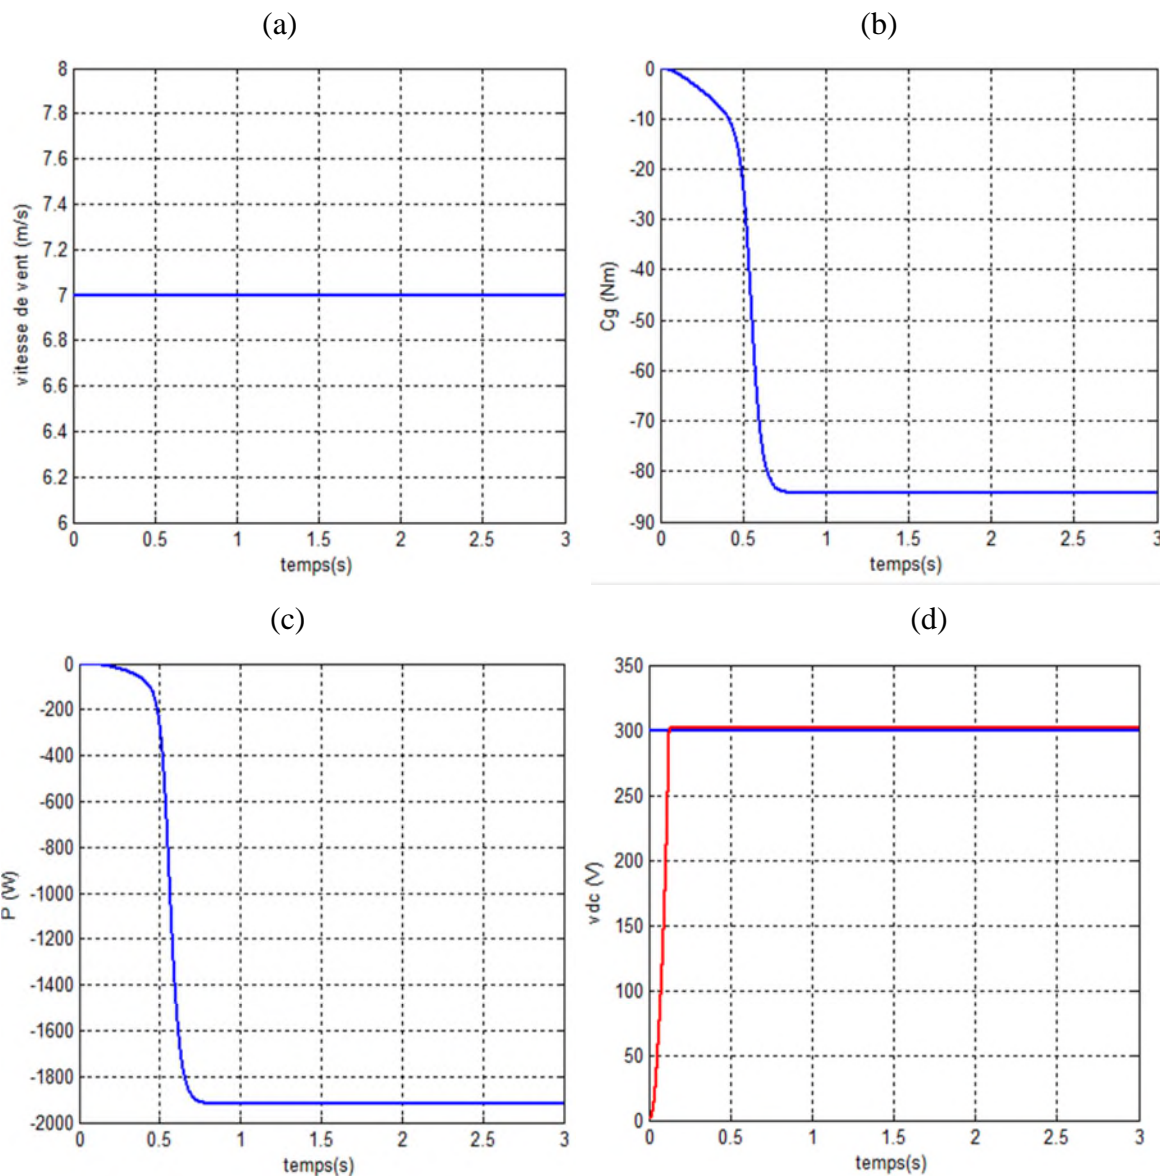 (a)
8
7.8
7.6
7.4
7.2
7
6.8
6.6
6.4
6.2
6
vitesse de vent (m/s)
0 0.5 1 1.5 2 2.5 3
temps(s)
(b)
0
-10
-20
-30
-40
-50
-60
-70
-80
-90
Cg (Nm)
0 0.5 1 1.5 2 2.5 3
temps(s)
(c)
0
-200
-400
-600
-800
-1000
-1200
-1400
-1600
-1800
-2000
P (W)
0 0.5 1 1.5 2 2.5 3
temps(s)
(d)
350
300
250
200
150
100
50
0
vdc (V)
0 0.5 1 1.5 2 2.5 3
temps(s)